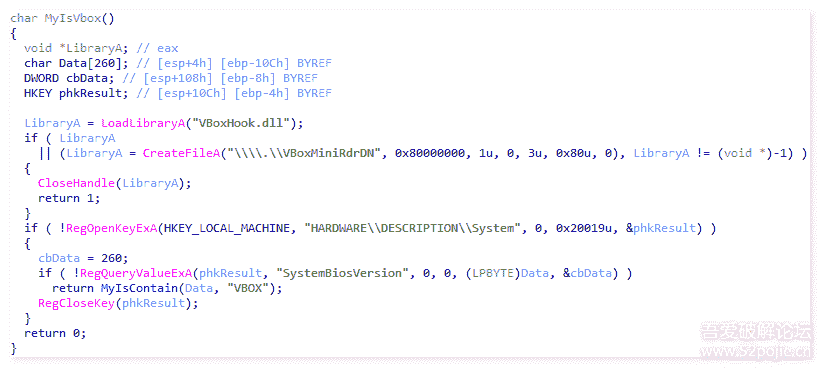 char MyIsVbox()
{
  void *LibraryA; // eax
  char Data[260]; // [esp+4h] [ebp-10Ch] BYREF
  DWORD cbData; // [esp+108h] [ebp-8h] BYREF
  HKEY phkResult; // [esp+10Ch] [ebp-4h] BYREF

  LibraryA = LoadLibraryA("VBoxHook.dll");
  if ( LibraryA
    || (LibraryA = CreateFileA("\\\\.\\VBoxMiniRdrDN", 0x80000000, 1u, 0, 3u, 0x80u, 0), LibraryA != (void *)-1) )
  {
    CloseHandle(LibraryA);
    return 1;
  }
  if ( !RegOpenKeyExA(HKEY_LOCAL_MACHINE, "HARDWARE\\DESCRIPTION\\System", 0, 0x20019u, &phkResult) )
  {
    cbData = 260;
    if ( !RegQueryValueExA(phkResult, "SystemBiosVersion", 0, 0, (LPBYTE)Data, &cbData) )
      return MyIsContain(Data, "VBOX");
    RegCloseKey(phkResult);
  }
  return 0;
}
吾爱破解论坛
www.52pojie.cn